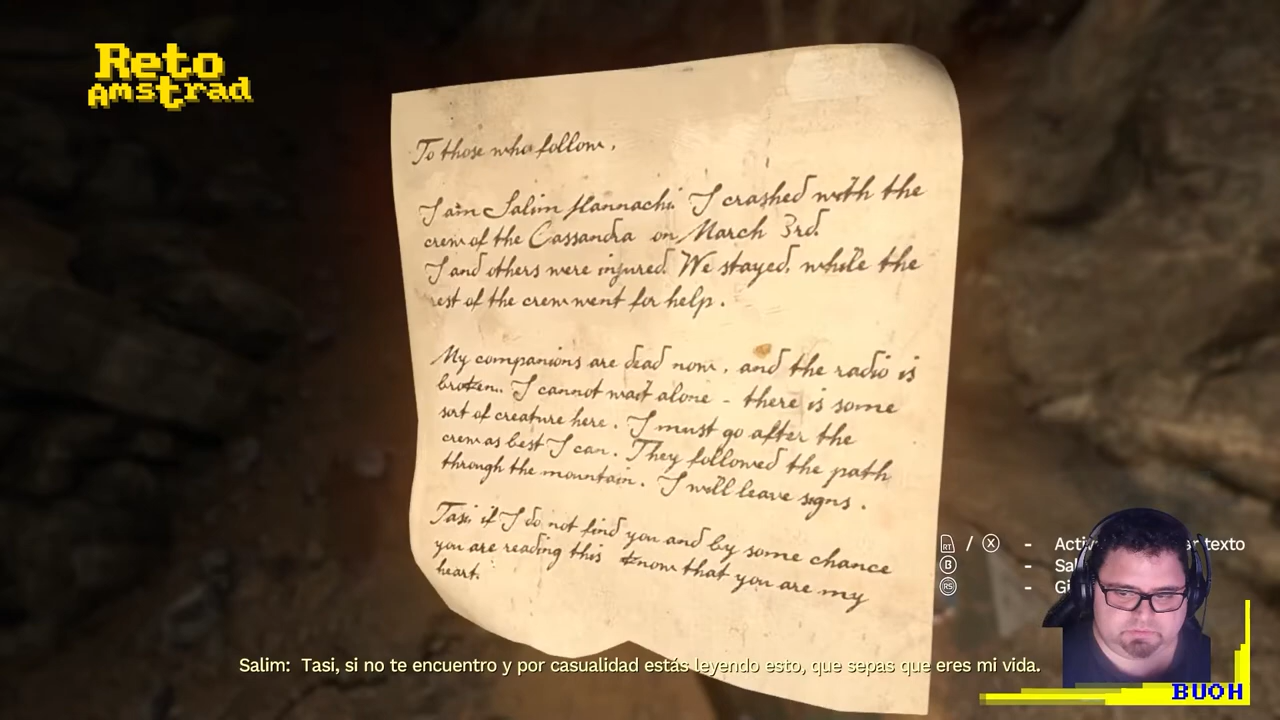 Reto
Amstrad
To those who follow,
I am Salim Hannachi. I crashed with the
crew of the Cassandra on March 3rd.
I and others were injured. We stayed, while the
rest of the crew went for help.
My companions are dead now, and the radio is
broken. I cannot wait alone - there is some
sort of creature here. I must go after the
crew as best I can. They followed the path
through the mountain. I will leave signs.
Tasi, if I do not find you and by some chance
you are reading this know that you are my
heart.
RT / X - Activ texto
B - Sal
RS - Gi
Salim: Tasi, si no te encuentro y por casualidad estás leyendo esto, que sepas que eres mi vida.
BUOH